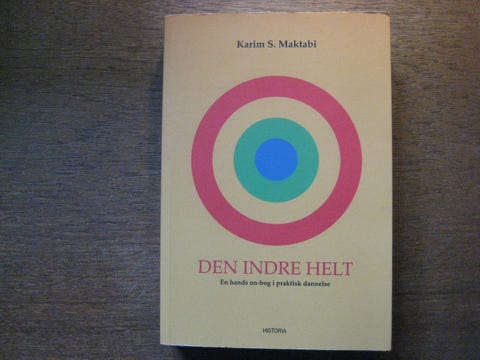 Karim S. Maktabi
DEN INDRE HELT
En hands on-bog i praktisk dannelse
HISTORIA